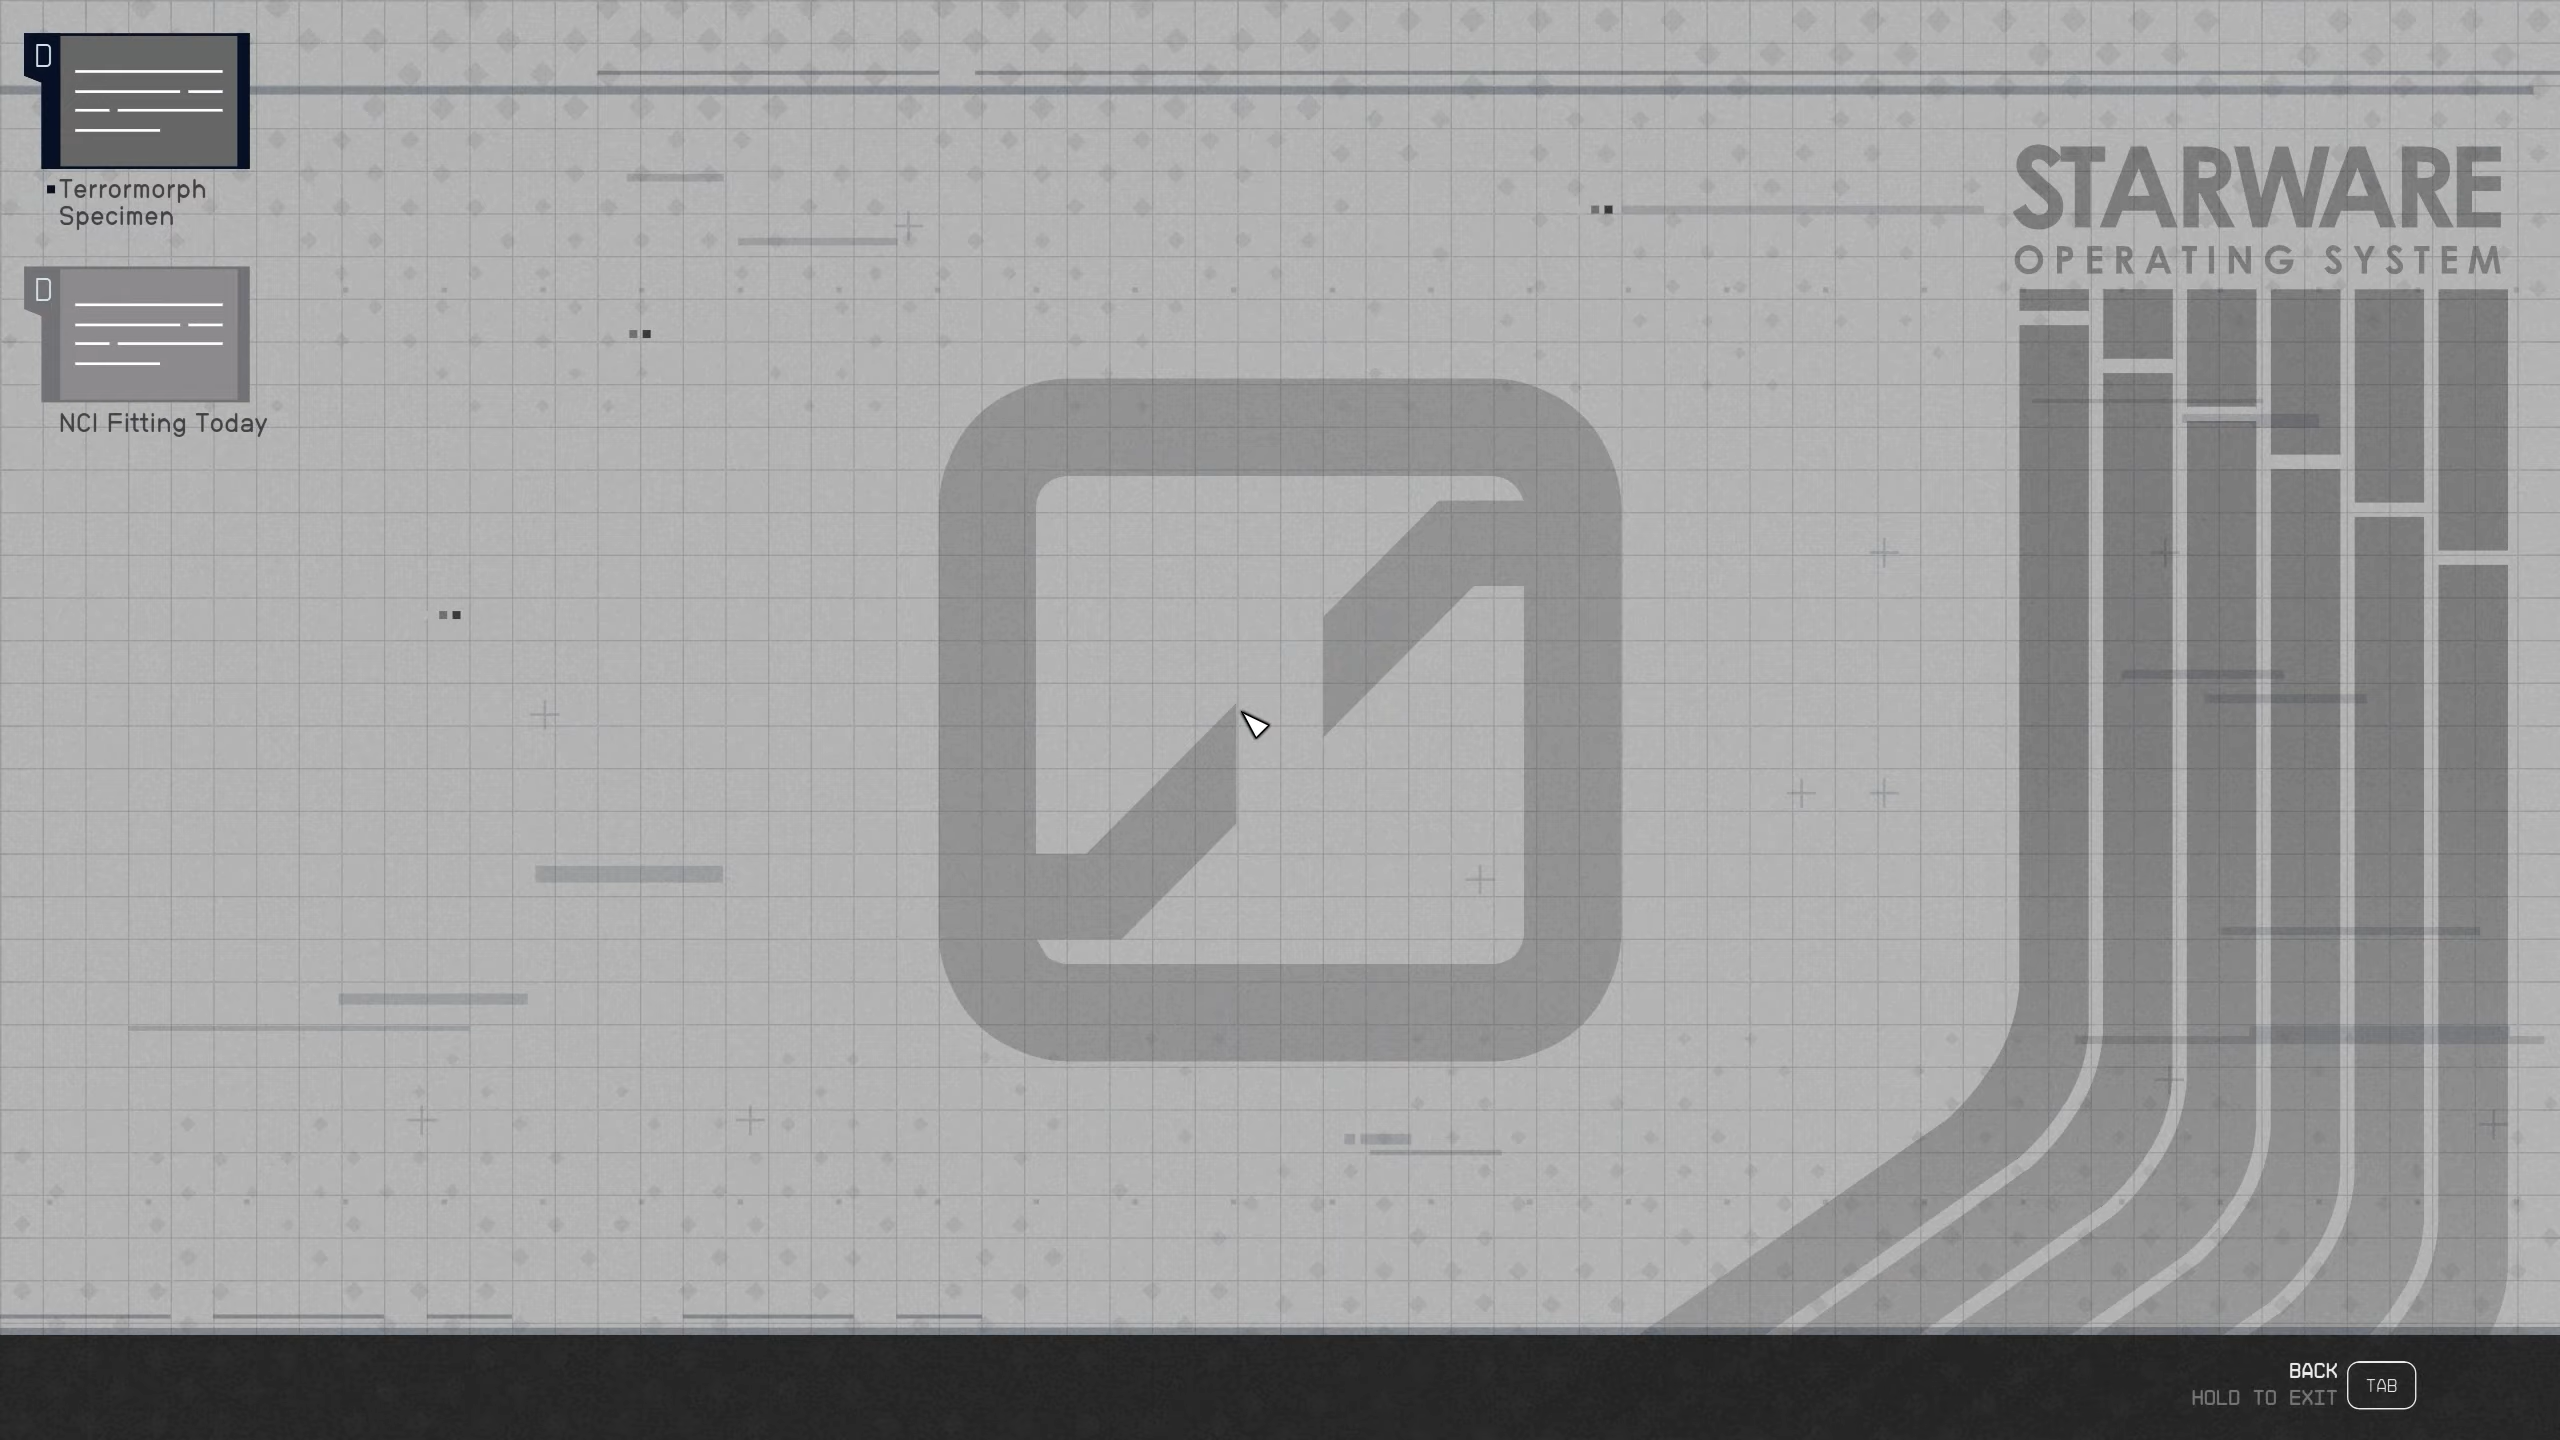 Terrormorph
Specimen
NCI Fitting Today
STARWARE
OPERATING SYSTEM
BACK
HOLD TO EXIT
TAB